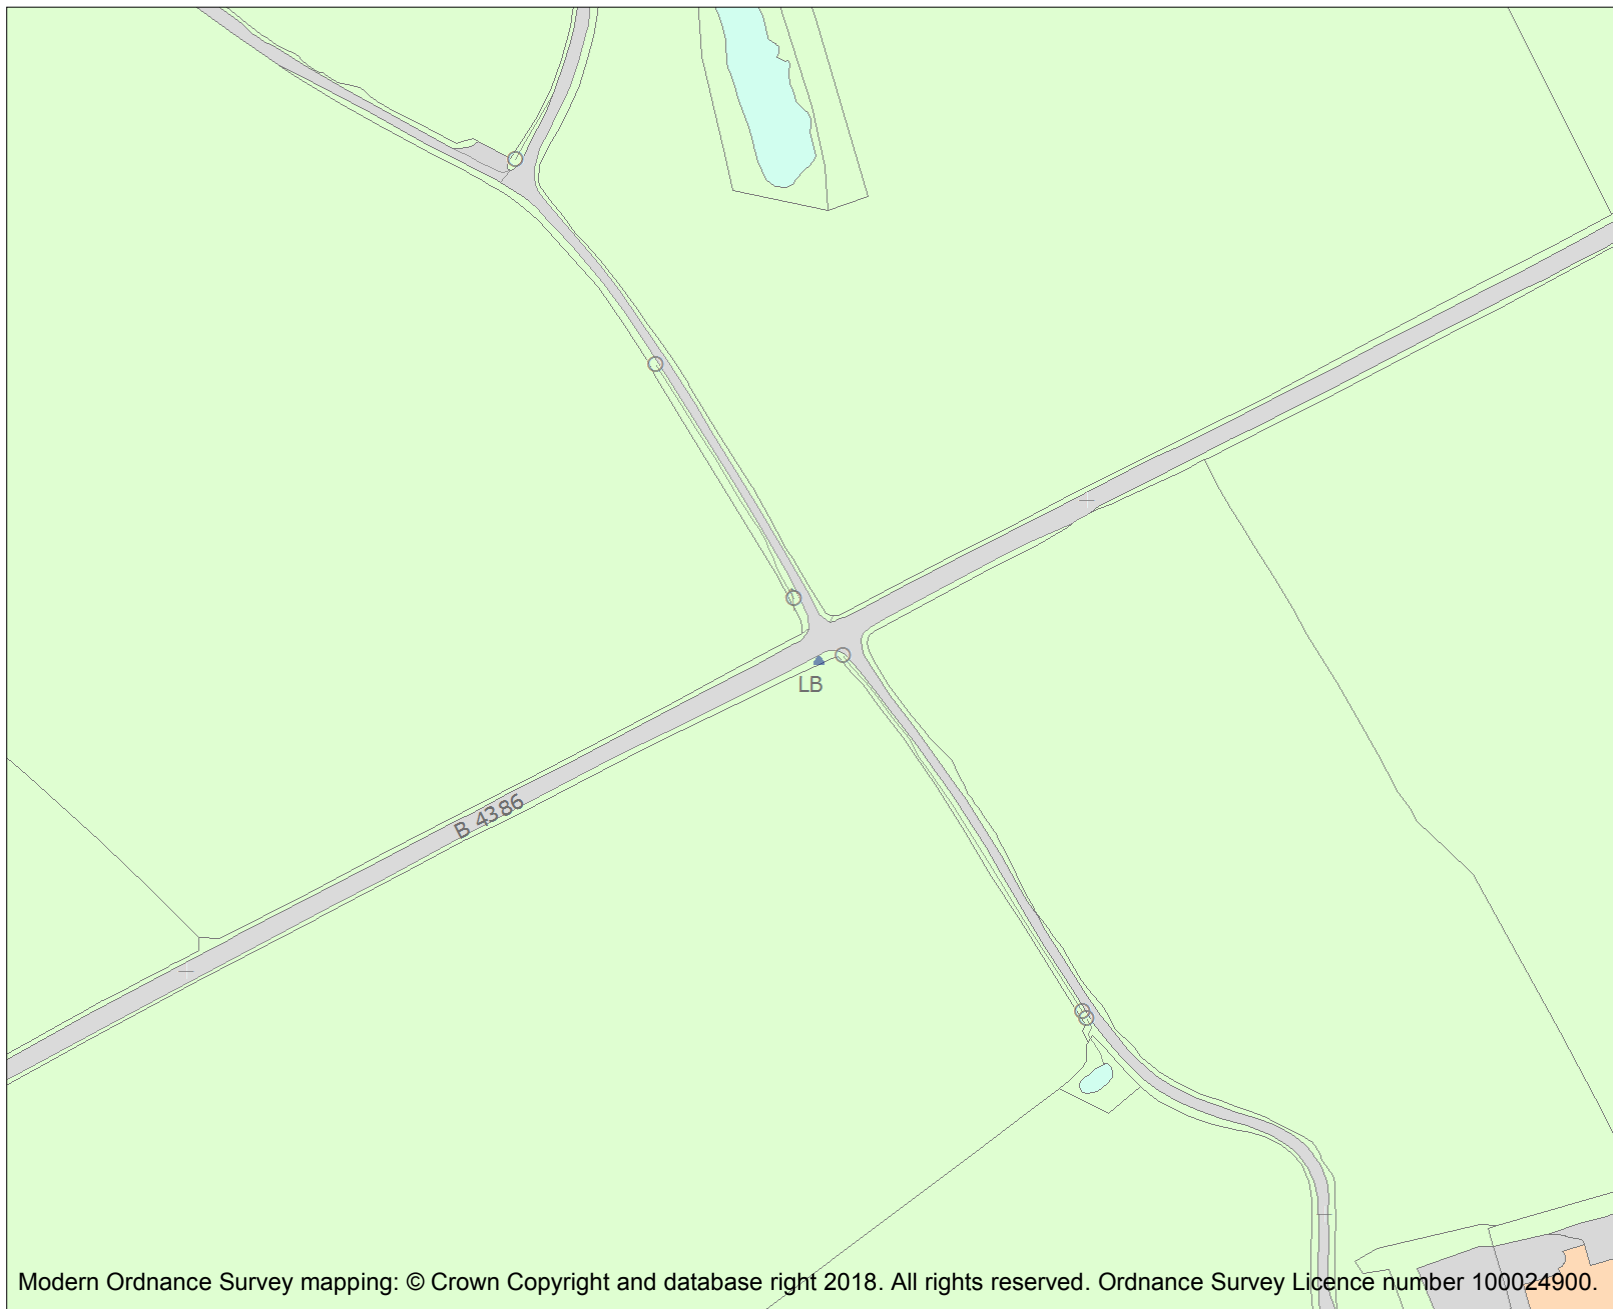 LB
B 4386
Modern Ordnance Survey mapping: © Crown Copyright and database right 2018. All rights reserved. Ordnance Survey Licence number 100024900.